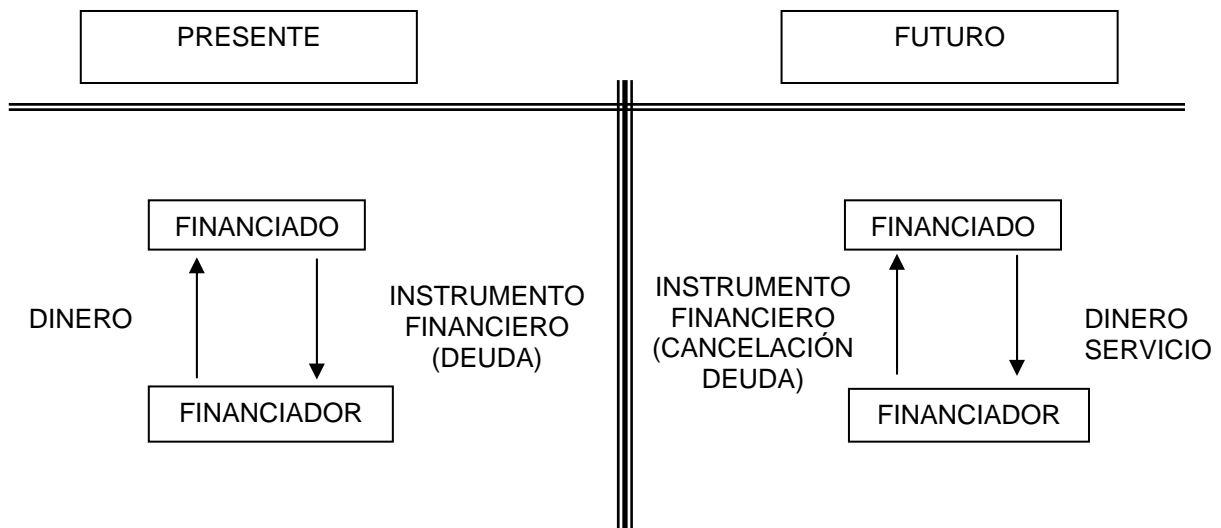 PRESENTE
FUTURO
FINANCIADO
DINERO
INSTRUMENTO
FINANCIERO
(DEUDA)
FINANCIADOR
FINANCIADO
INSTRUMENTO
FINANCIERO
(CANCELACIÓN
DEUDA)
DINERO
SERVICIO
FINANCIADOR